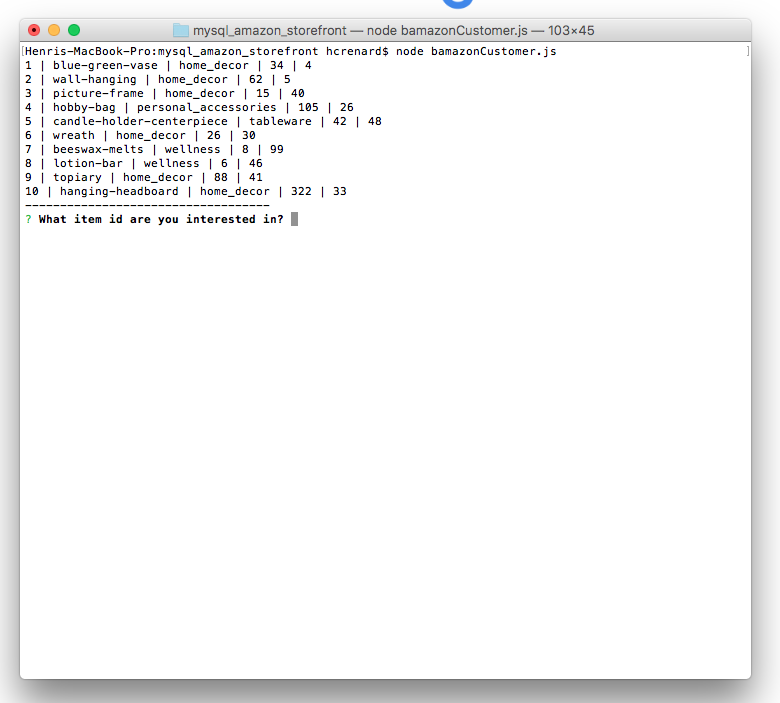 mysql_amazon_storefront — node bamazonCustomer.js — 103×45
[Henris-MacBook-Pro:mysql_amazon_storefront hcrenard$ node bamazonCustomer.js ]
1 | blue-green-vase | home_decor | 34 | 4
2 | wall-hanging | home_decor | 62 | 5
3 | picture-frame | home_decor | 15 | 40
4 | hobby-bag | personal_accessories | 105 | 26
5 | candle-holder-centerpiece | tableware | 42 | 48
6 | wreath | home_decor | 26 | 30
7 | beeswax-melts | wellness | 8 | 99
8 | lotion-bar | wellness | 6 | 46
9 | topiary | home_decor | 88 | 41
10 | hanging-headboard | home_decor | 322 | 33
-----------------------------------
? What item id are you interested in?